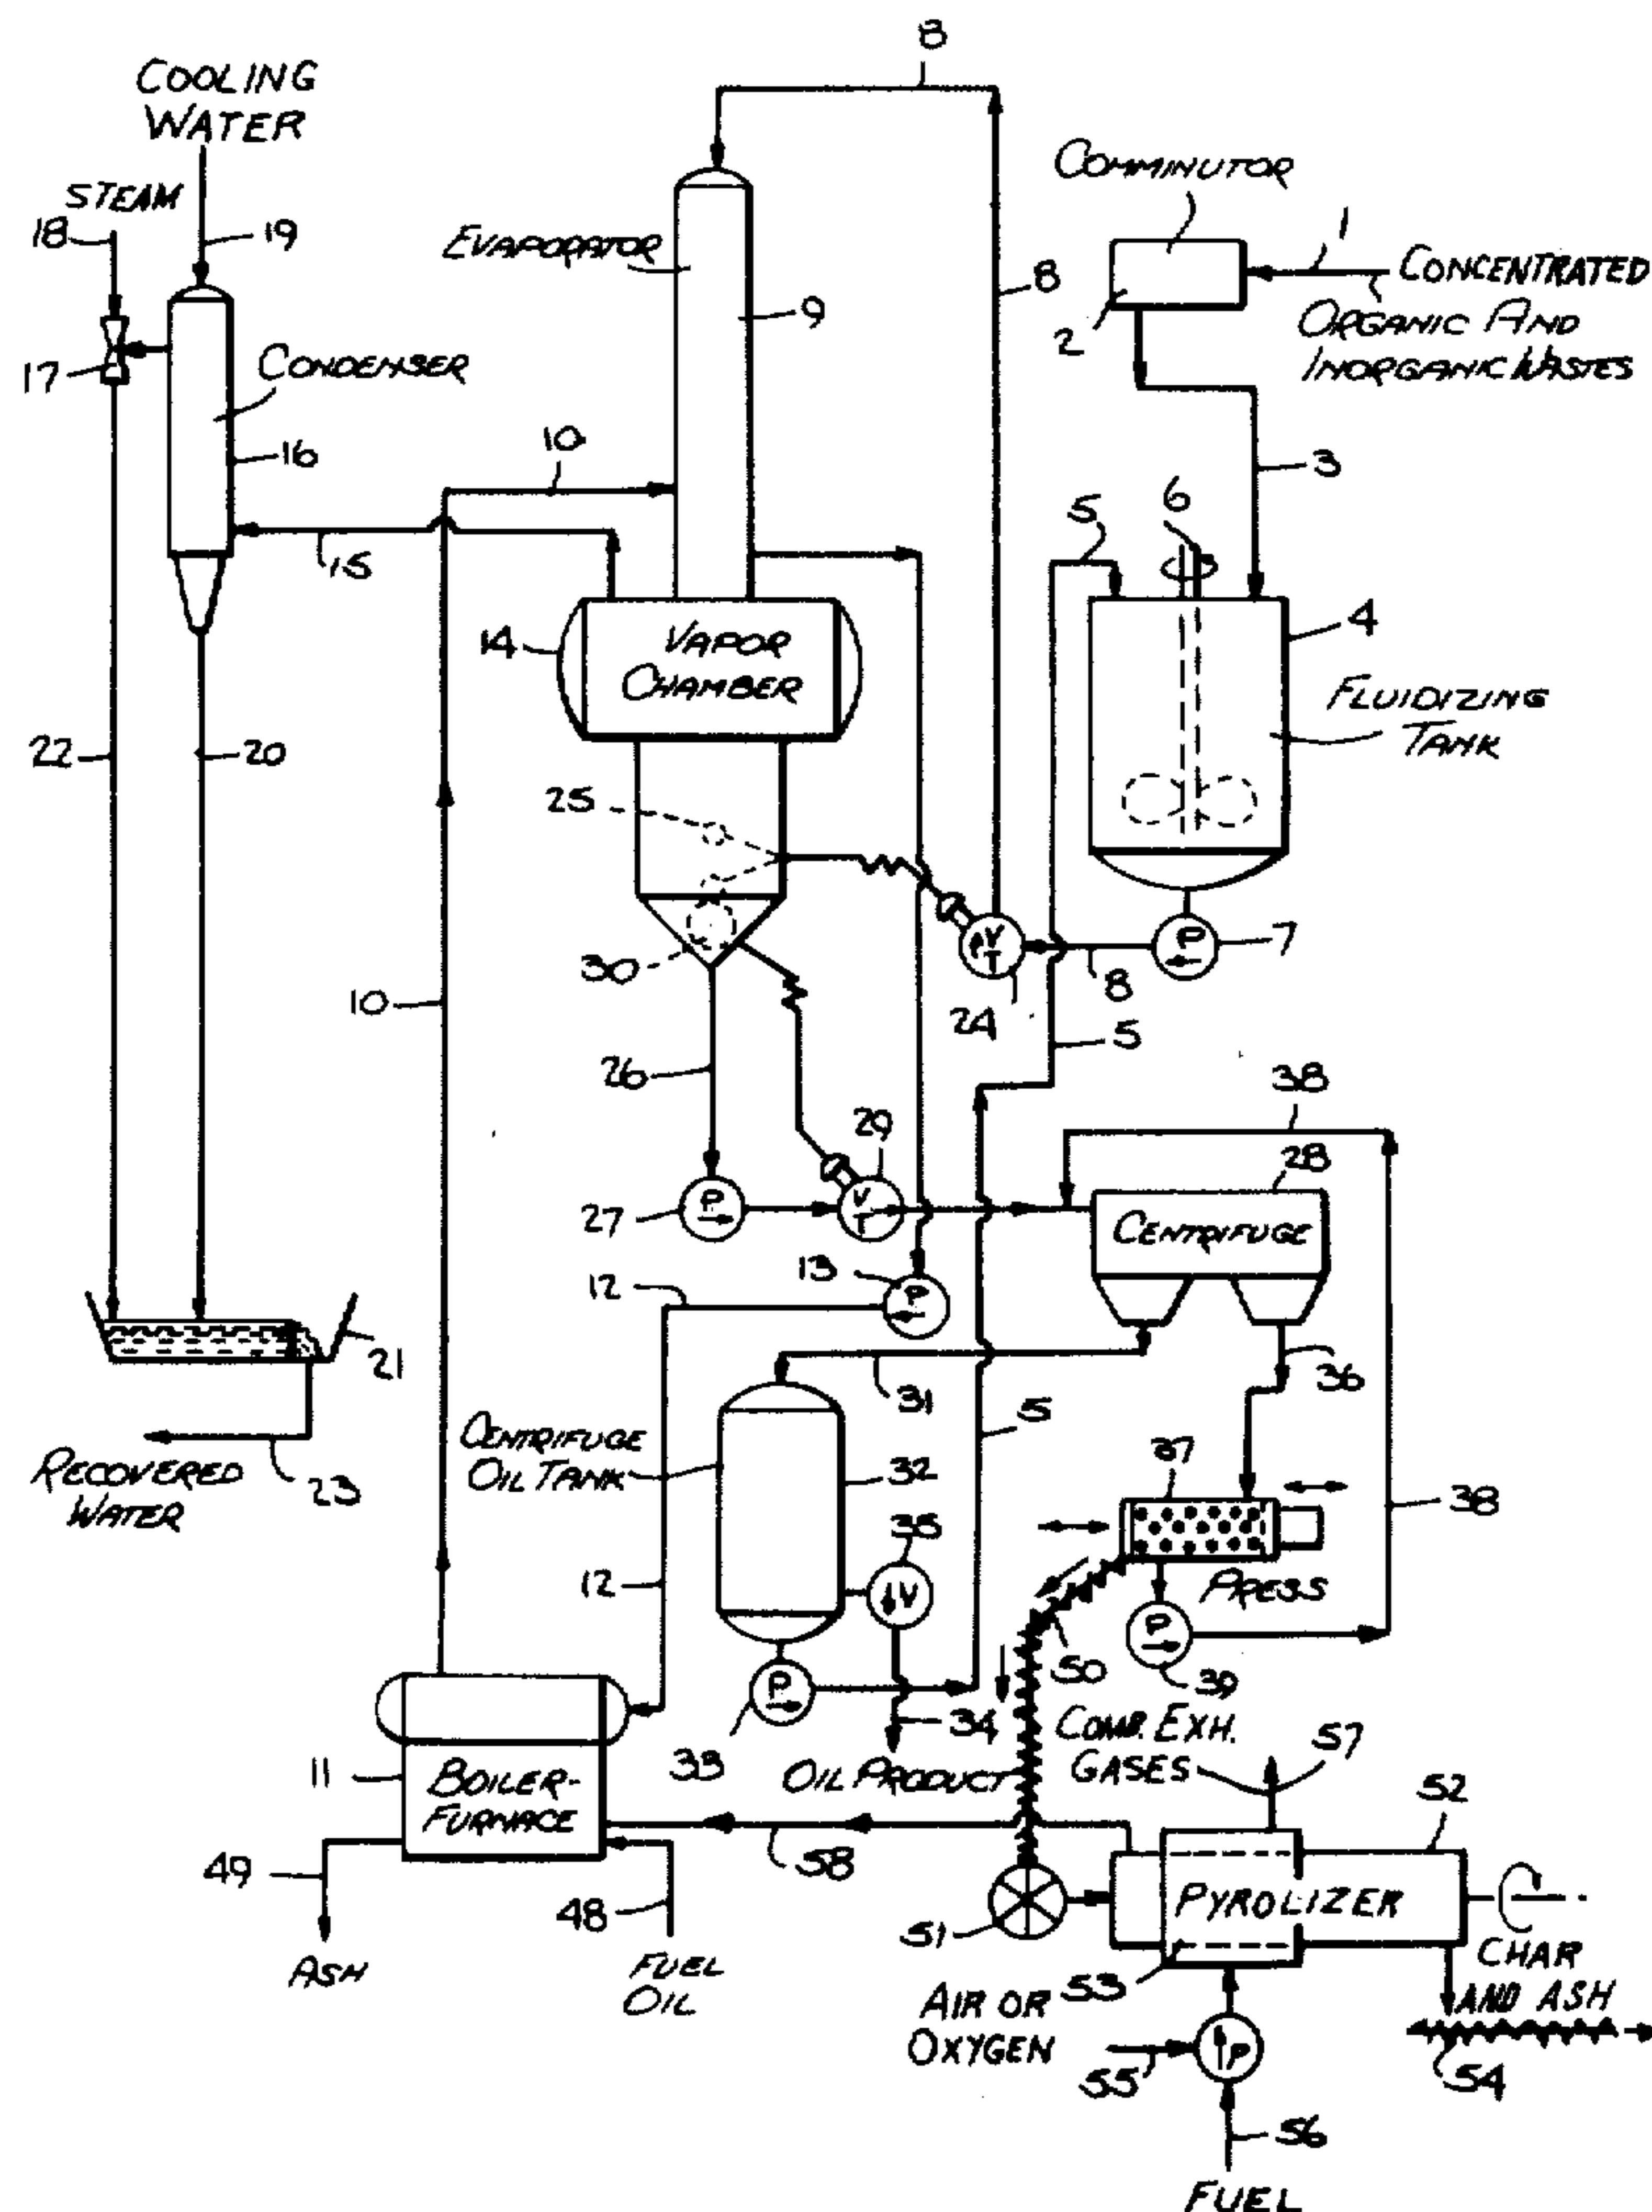 8
COOLING
WATER
COMMINUTOR
STEAM
18
19
EVAPORATOR
1
CONCENTRATED
ORGANIC AND
INORGANIC WASTES
8
9
2
17
CONDENSER
10
16
3
5
6
15
14
VAPOR
CHAMBER
4
FLUIDIZING
TANK
22
20
25
30
P
7
V
T
8
24
10
5
26
38
29
28
P
27
V
T
CENTRIFUGE
13
12
P
21
31
36
5
CENTRIFUGE
OIL TANK
32
37
RECOVERED
WATER
23
38
35
V
12
PRESS
P
50
39
P
33
34
COMB. EXH.
GASES
57
11
BOILER-
FURNACE
OIL PRODUCT
52
58
49
48
51
PYROLIZER
ASH
FUEL
OIL
53
CHAR
AND ASH
AIR OR
OXYGEN
P
55
54
56
FUEL